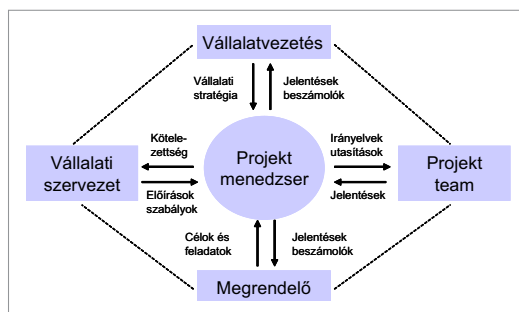 Vállalatvezetés
Vállalati
stratégia
Jelentések
beszámolók
Kötele-
zettség
Irányelvek
utasítások
Vállalati
szervezet
Projekt
menedzser
Projekt
team
Előírások
szabályok
Jelentések
Célok és
feladatok
Jelentések
beszámolók
Megrendelő